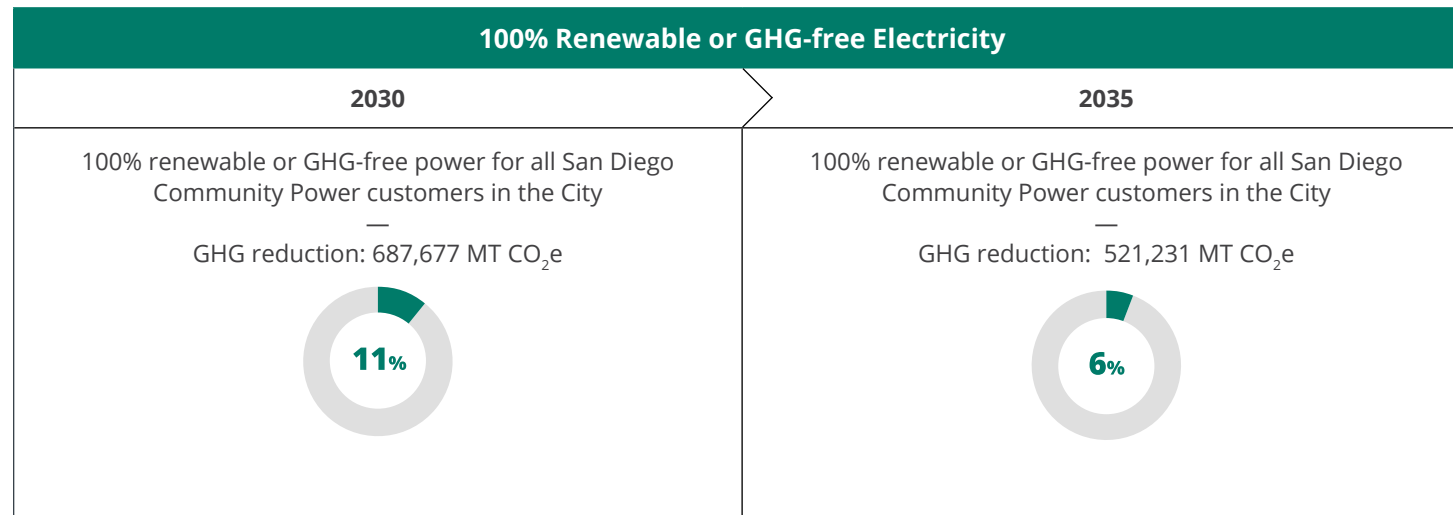 100% Renewable or GHG-free Electricity
2030
2035
100% renewable or GHG-free power for all San Diego
Community Power customers in the City
—
GHG reduction: 687,677 MT CO₂e
11%
100% renewable or GHG-free power for all San Diego
Community Power customers in the City
—
GHG reduction:  521,231 MT CO₂e
6%